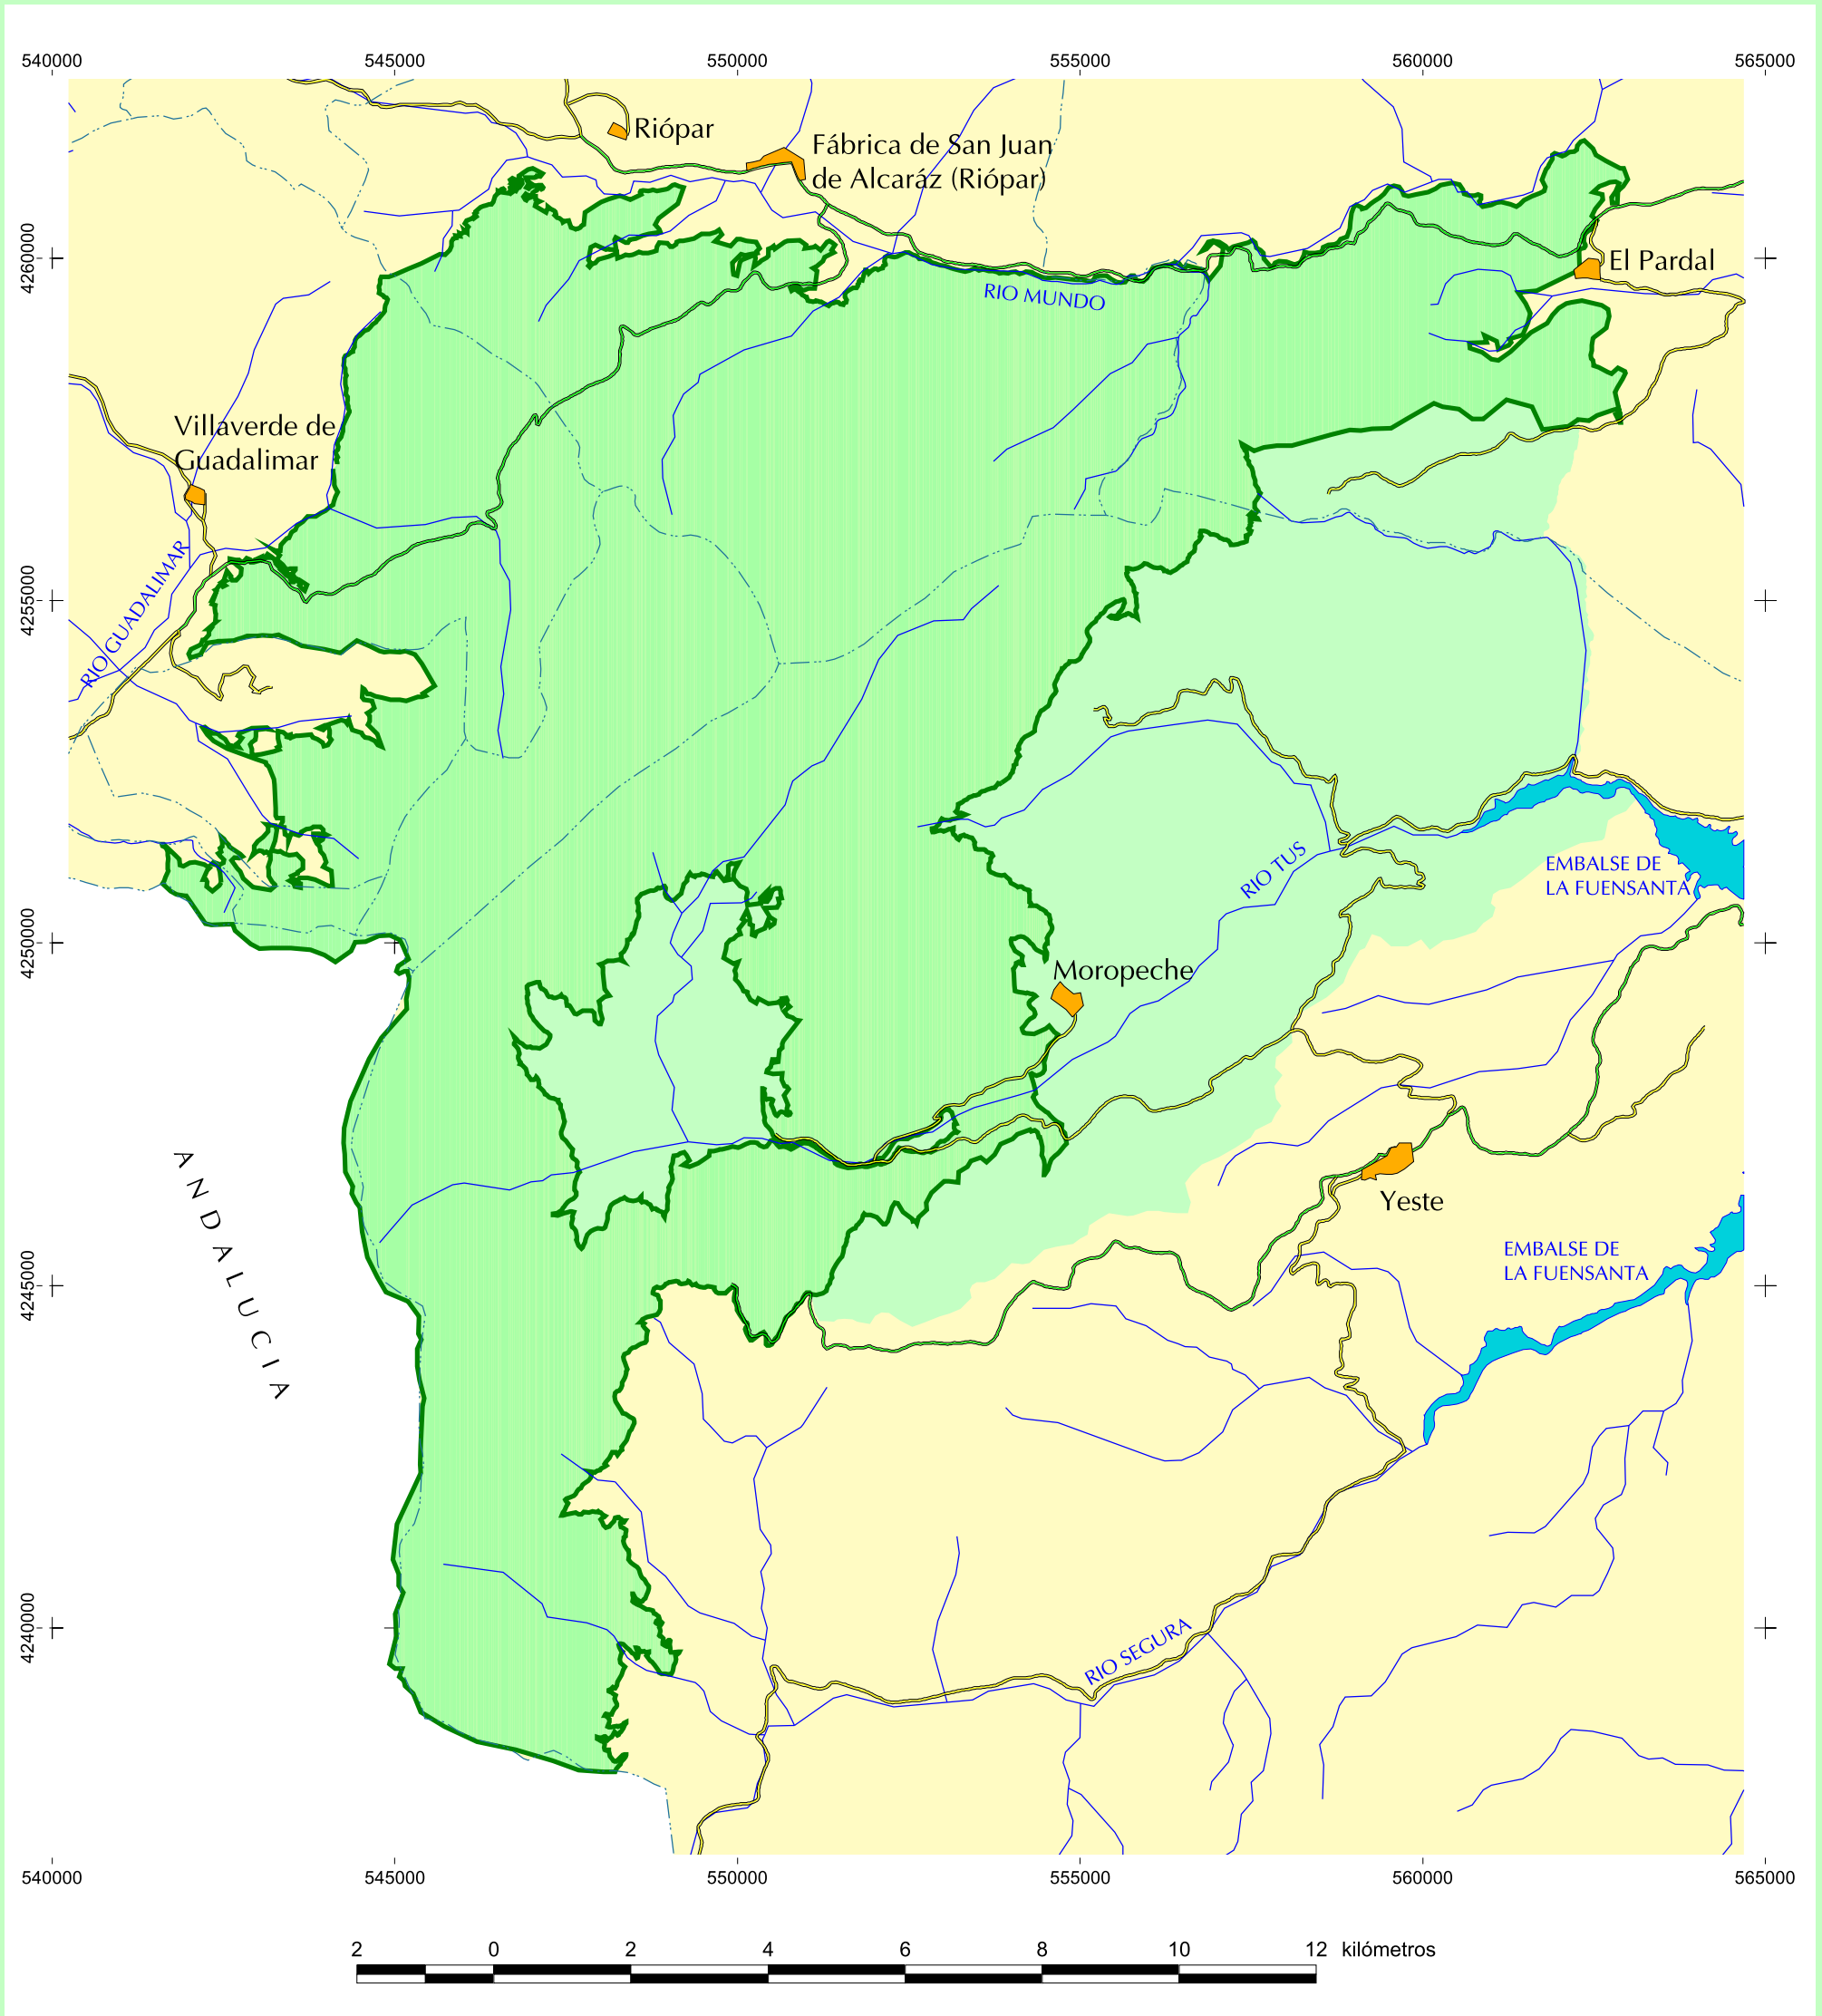 540000 545000 550000 555000 560000 565000
Riópar
Fábrica de San Juan
de Alcaráz (Riópar)
4260000
El Pardal
RIO MUNDO
Villaverde de
Guadalimar
RIO GUADALIMAR
4255000
RIO TUS
EMBALSE DE
LA FUENSANTA
4250000
Moropeche
ANDALUCIA
Yeste
EMBALSE DE
LA FUENSANTA
4245000
4240000
RIO SEGURA
540000 545000 550000 555000 560000 565000
2 0 2 4 6 8 10 12 kilómetros